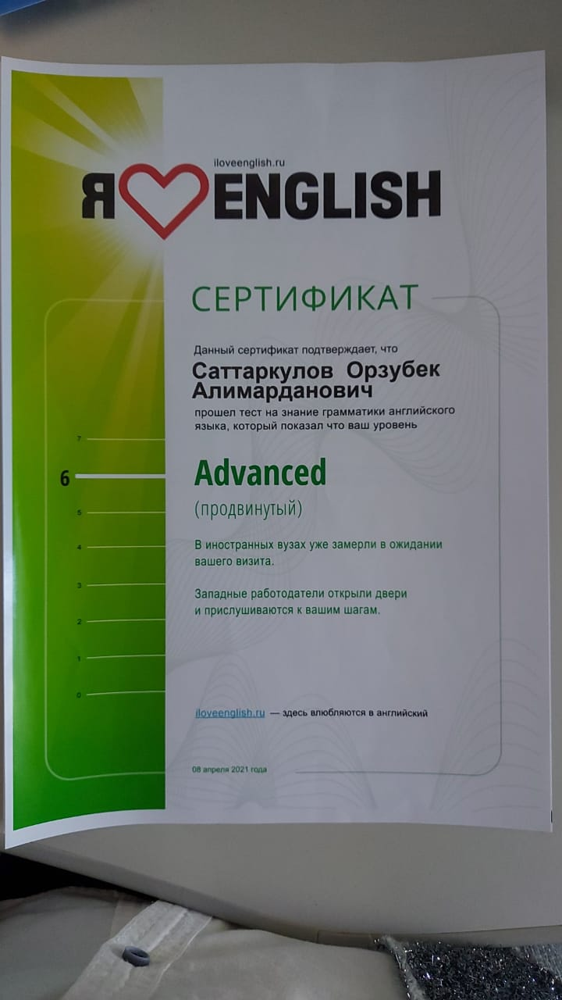 iloveenglish.ru
Я ENGLISH
СЕРТИФИКАТ
Данный сертификат подтверждает, что
Саттаркулов Орзубек
Алимарданович
прошел тест на знание грамматики английского
языка, который показал что ваш уровень
7
6
5
4
3
2
1
0
Advanced
(продвинутый)
В иностранных вузах уже замерли в ожидании
вашего визита.
Западные работодатели открыли двери
и прислушиваются к вашим шагам.
iloveenglish.ru — здесь влюбляются в английский
08 апреля 2021 года